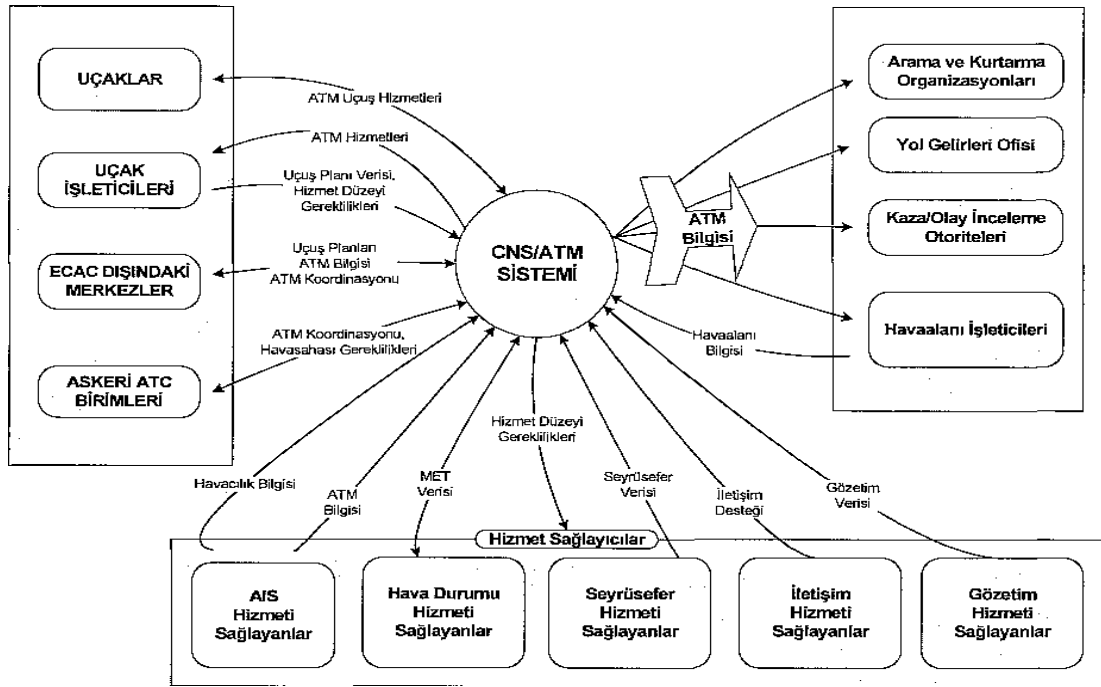 UÇAKLAR
UÇAK
İŞLETİCİLERİ
ECAC DIŞINDAKİ
MERKEZLER
ASKERİ ATC
BİRİMLERİ
ATM Uçuş Hizmetleri
ATM Hizmetleri
Uçuş Planı Verisi,
Hizmet Düzeyi
Gereklilikleri
Uçuş Planları
ATM Bilgisi
ATM Koordinasyonu
ATM Koordinasyonu,
Havasahası Gereklilikleri
CNS/ATM
SİSTEMİ
ATM
Bilgisi
Arama ve Kurtarma
Organizasyonları
Yol Gelirleri Ofisi
Kaza/Olay İnceleme
Otoriteleri
Havaalanı İşleticileri
Havaalanı
Bilgisi
Havacılık Bilgisi
ATM
Bilgisi
MET
Verisi
Hizmet Düzeyi
Gereklilikleri
Seyrüsefer
Verisi
İletişim
Desteği
Gözetim
Verisi
Hizmet Sağlayıcılar
AIS
Hizmeti
Sağlayanlar
Hava Durumu
Hizmeti
Sağlayanlar
Seyrüsefer
Hizmeti
Sağlayanlar
İletişim
Hizmeti
Sağlayanlar
Gözetim
Hizmeti
Sağlayanlar